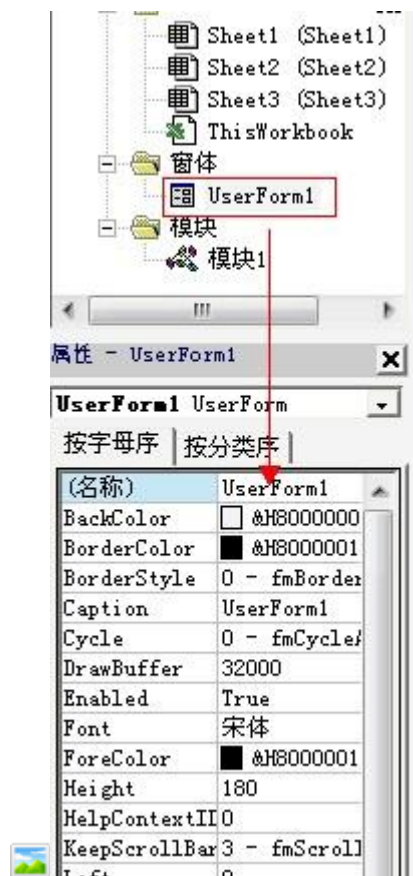 Sheet1 (Sheet1)
Sheet2 (Sheet2)
Sheet3 (Sheet3)
ThisWorkbook
窗体
UserForm1
模块
模块1
属性 - UserForm1
UserForm1 UserForm
按字母序 按分类序
(名称) UserForm1
BackColor &H8000000
BorderColor &H8000001
BorderStyle 0 - fmBorder
Caption UserForm1
Cycle 0 - fmCycleA
DrawBuffer 32000
Enabled True
Font 宋体
ForeColor &H8000001
Height 180
HelpContextID 0
KeepScrollBar 3 - fmScroll